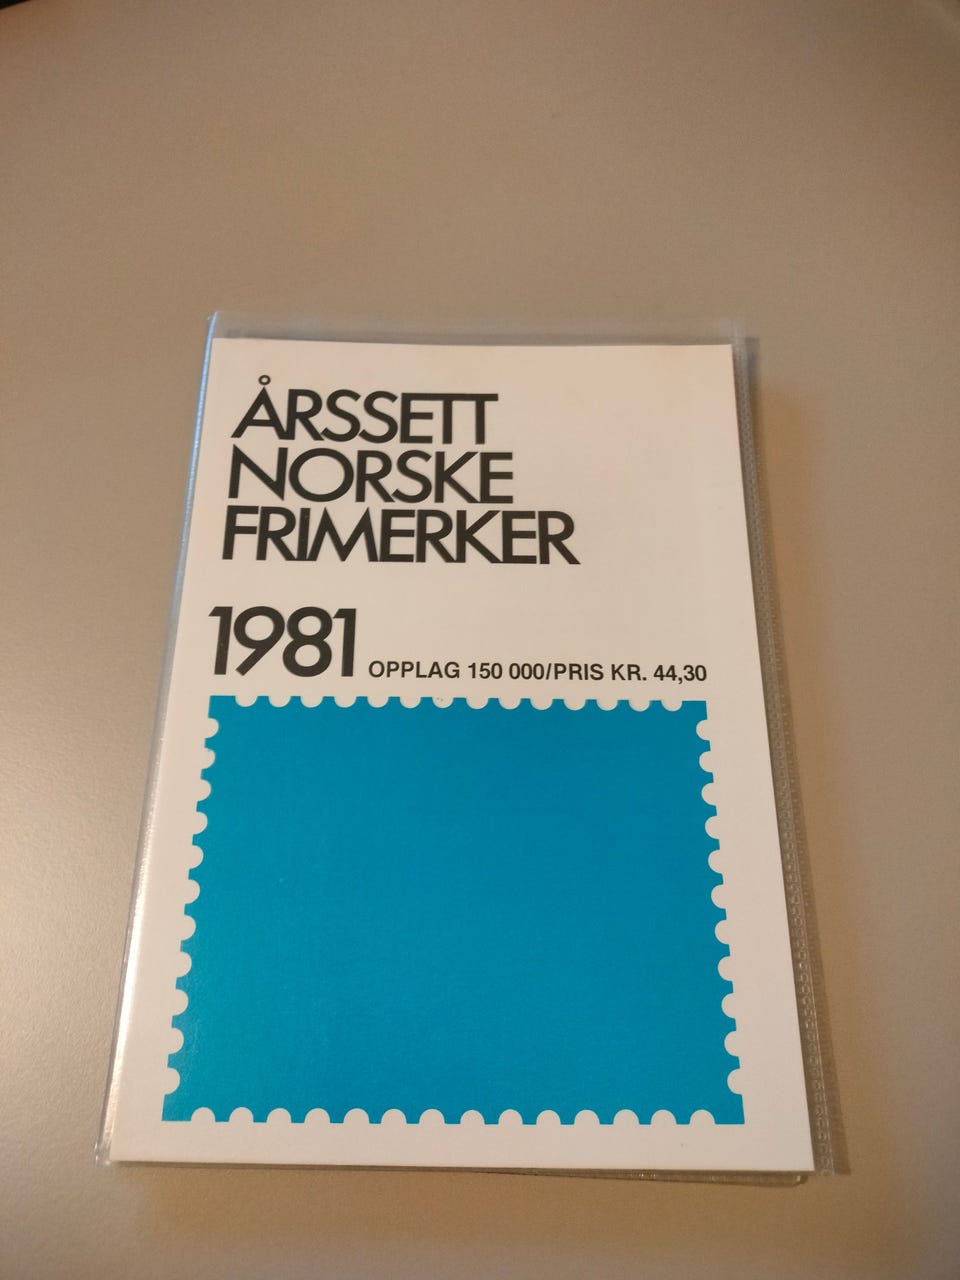 ÅRSSETT
NORSKE
FRIMERKER
1981 OPPLAG 150 000/PRIS KR. 44,30